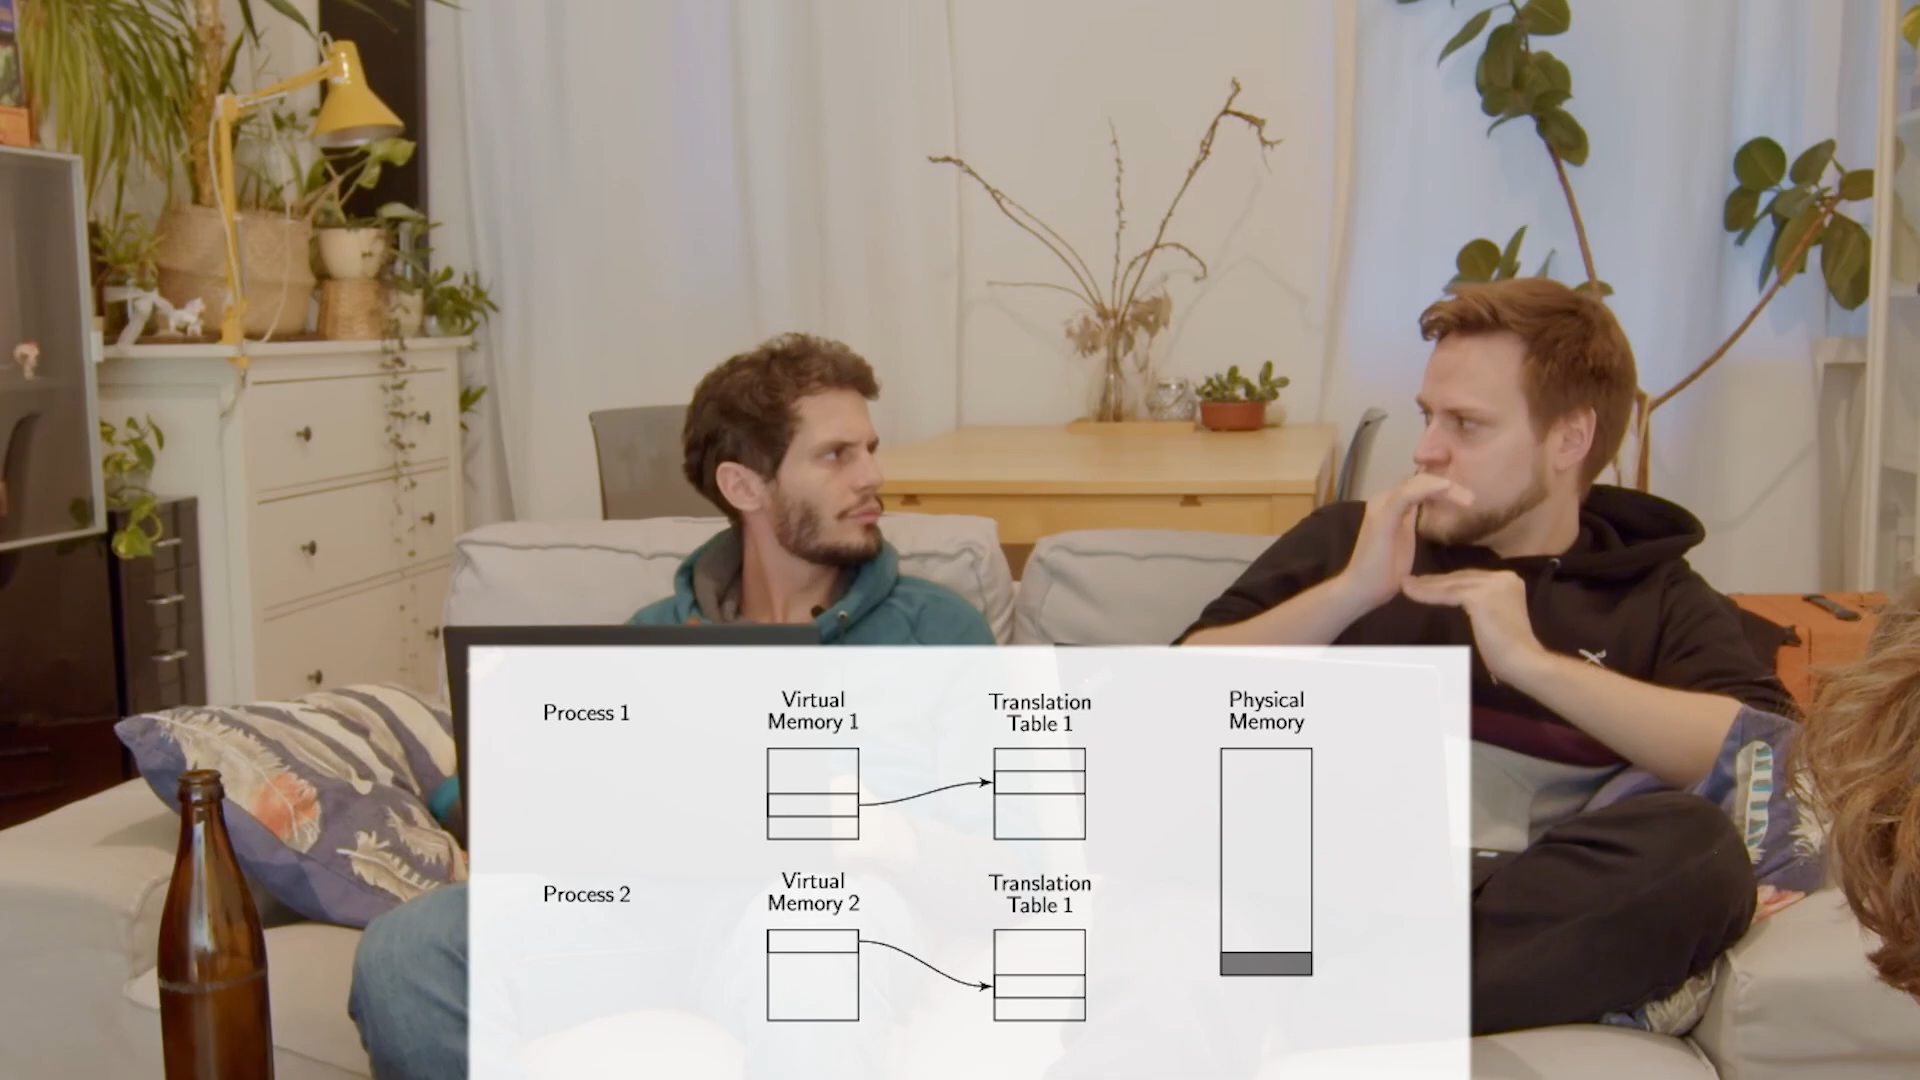 Process 1
Virtual
Memory 1
Translation
Table 1
Physical
Memory
Process 2
Virtual
Memory 2
Translation
Table 1